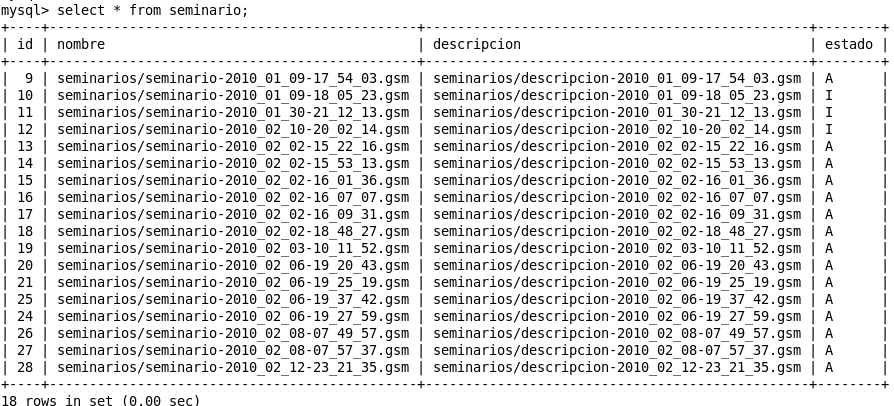 mysql> select * from seminario;
+----+----------------------------------------------+----------------------------------------------+--------+
| id | nombre                                       | descripcion                                  | estado |
+----+----------------------------------------------+----------------------------------------------+--------+
|  9 | seminarios/seminario-2010_01_09-17_54_03.gsm | seminarios/descripcion-2010_01_09-17_54_03.gsm | A      |
| 10 | seminarios/seminario-2010_01_09-18_05_23.gsm | seminarios/descripcion-2010_01_09-18_05_23.gsm | I      |
| 11 | seminarios/seminario-2010_01_30-21_12_13.gsm | seminarios/descripcion-2010_01_30-21_12_13.gsm | I      |
| 12 | seminarios/seminario-2010_02_10-20_02_14.gsm | seminarios/descripcion-2010_02_10-20_02_14.gsm | I      |
| 13 | seminarios/seminario-2010_02_02-15_22_16.gsm | seminarios/descripcion-2010_02_02-15_22_16.gsm | A      |
| 14 | seminarios/seminario-2010_02_02-15_53_13.gsm | seminarios/descripcion-2010_02_02-15_53_13.gsm | A      |
| 15 | seminarios/seminario-2010_02_02-16_01_36.gsm | seminarios/descripcion-2010_02_02-16_01_36.gsm | A      |
| 16 | seminarios/seminario-2010_02_02-16_07_07.gsm | seminarios/descripcion-2010_02_02-16_07_07.gsm | A      |
| 17 | seminarios/seminario-2010_02_02-16_09_31.gsm | seminarios/descripcion-2010_02_02-16_09_31.gsm | A      |
| 18 | seminarios/seminario-2010_02_02-18_48_27.gsm | seminarios/descripcion-2010_02_02-18_48_27.gsm | A      |
| 19 | seminarios/seminario-2010_02_03-10_11_52.gsm | seminarios/descripcion-2010_02_03-10_11_52.gsm | A      |
| 20 | seminarios/seminario-2010_02_06-19_20_43.gsm | seminarios/descripcion-2010_02_06-19_20_43.gsm | A      |
| 21 | seminarios/seminario-2010_02_06-19_25_19.gsm | seminarios/descripcion-2010_02_06-19_25_19.gsm | A      |
| 25 | seminarios/seminario-2010_02_06-19_37_42.gsm | seminarios/descripcion-2010_02_06-19_37_42.gsm | A      |
| 24 | seminarios/seminario-2010_02_06-19_27_59.gsm | seminarios/descripcion-2010_02_06-19_27_59.gsm | A      |
| 26 | seminarios/seminario-2010_02_08-07_49_57.gsm | seminarios/descripcion-2010_02_08-07_49_57.gsm | A      |
| 27 | seminarios/seminario-2010_02_08-07_57_37.gsm | seminarios/descripcion-2010_02_08-07_57_37.gsm | A      |
| 28 | seminarios/seminario-2010_02_12-23_21_35.gsm | seminarios/descripcion-2010_02_12-23_21_35.gsm | A      |
+----+----------------------------------------------+----------------------------------------------+--------+
18 rows in set (0.00 sec)